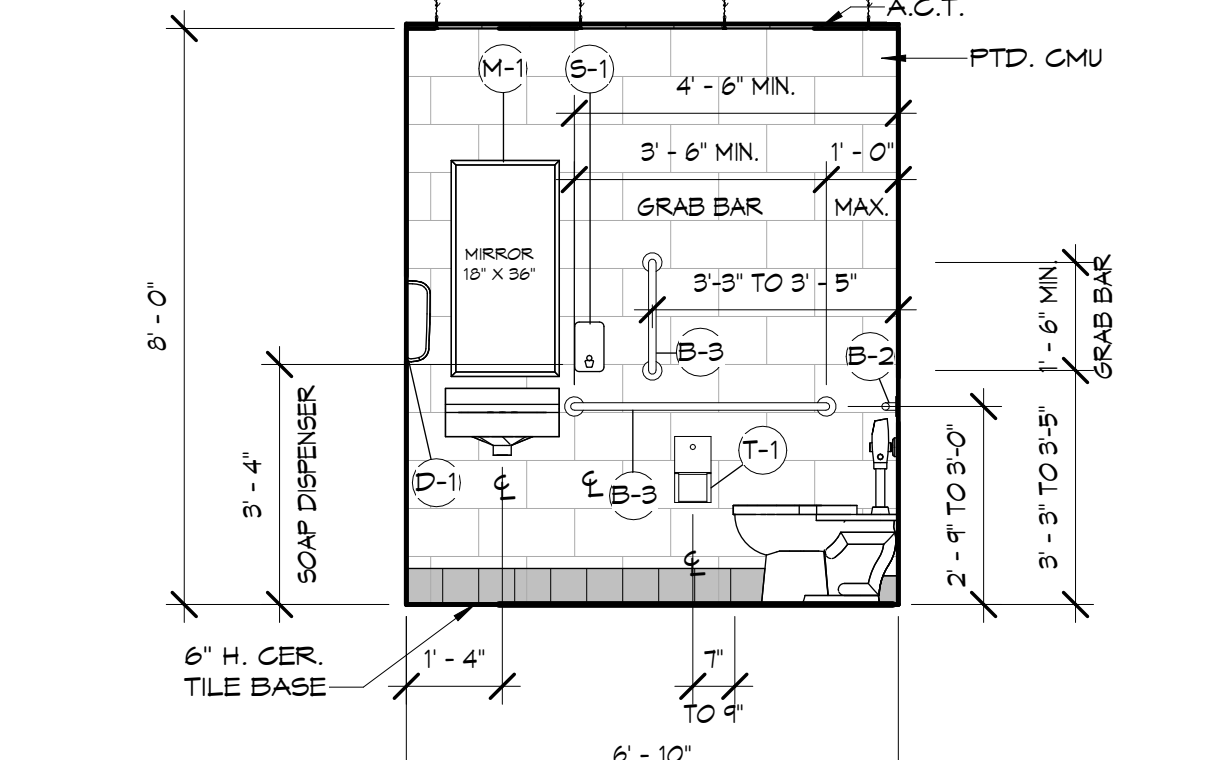 A.C.T.
PTD. CMU
M-1
S-1
4' - 6" MIN.
3' - 6" MIN.
1' - 0"
GRAB BAR
MAX.
MIRROR
18" X 36"
3'-3" TO 3' - 5"
8' - 0"
1' - 6" MIN.
GRAB BAR
B-3
B-2
3' - 4"
SOAP DISPENSER
D-1
℄
℄
B-3
T-1
℄
2' - 9" TO 3'-0"
3' - 3" TO 3'-5"
6" H. CER.
TILE BASE
1' - 4"
7"
TO 9"
6' - 10"